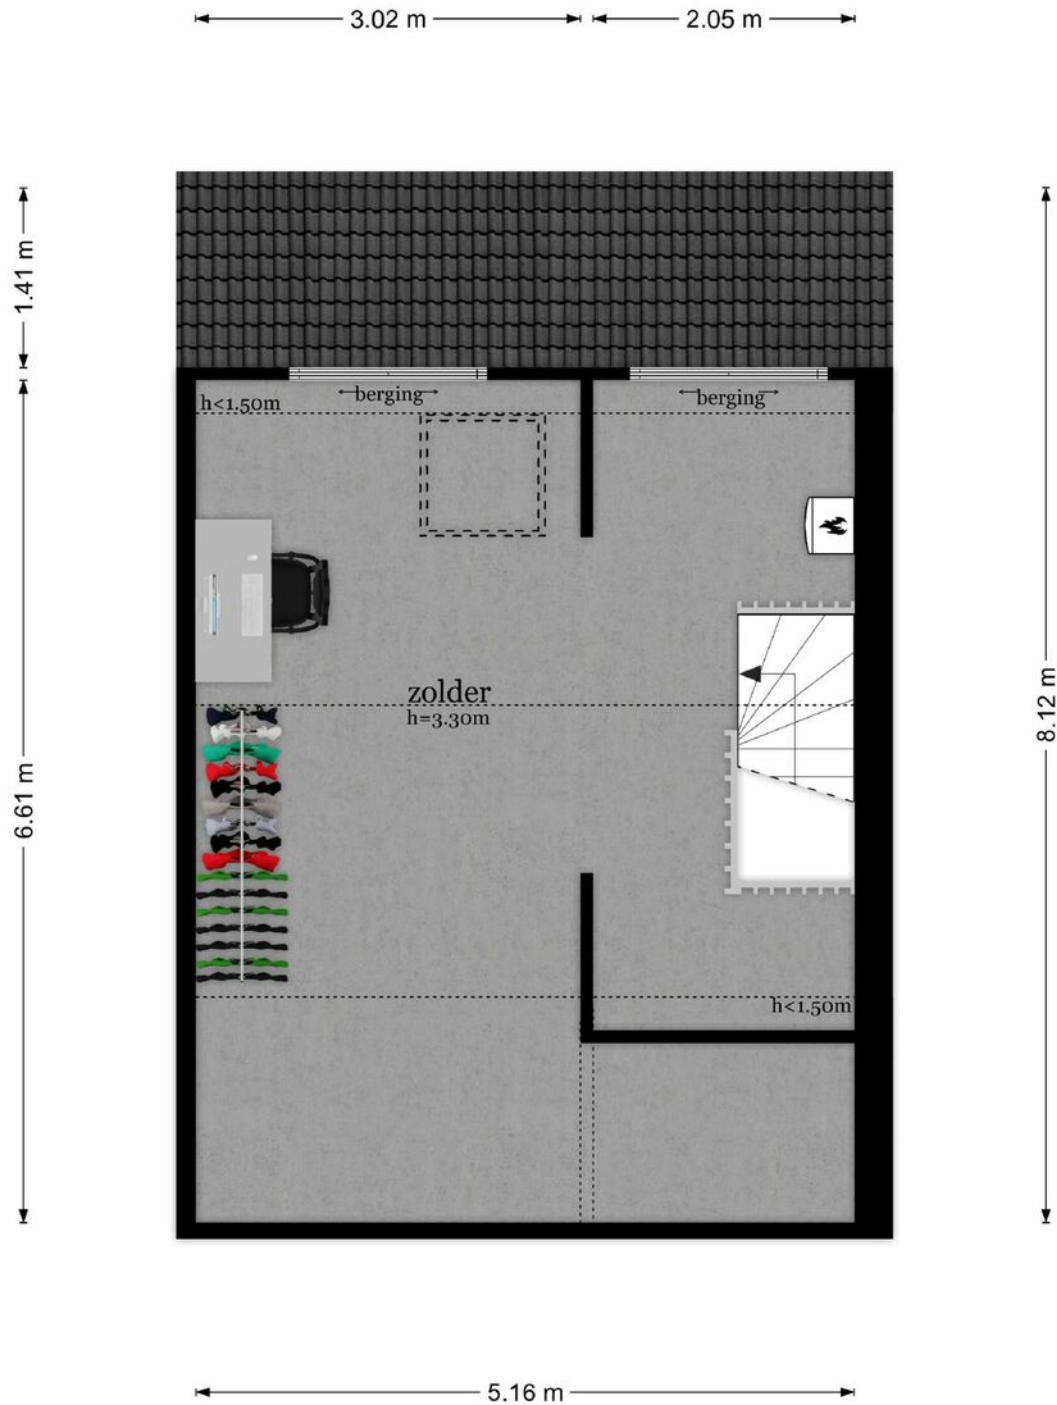 3.02 m
2.05 m
1.41 m
berging
berging
h<1.50m
zolder
h=3.30m
8.12 m
6.61 m
h<1.50m
5.16 m